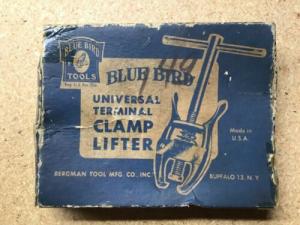 BLUE BIRD
TOOLS
BLUE BIRD
UNIVERSAL
TERMINAL
CLAMP
LIFTER
Made in
U.S.A.
BERGMAN TOOL MFG. CO., INC.
BUFFALO 13, N.Y.